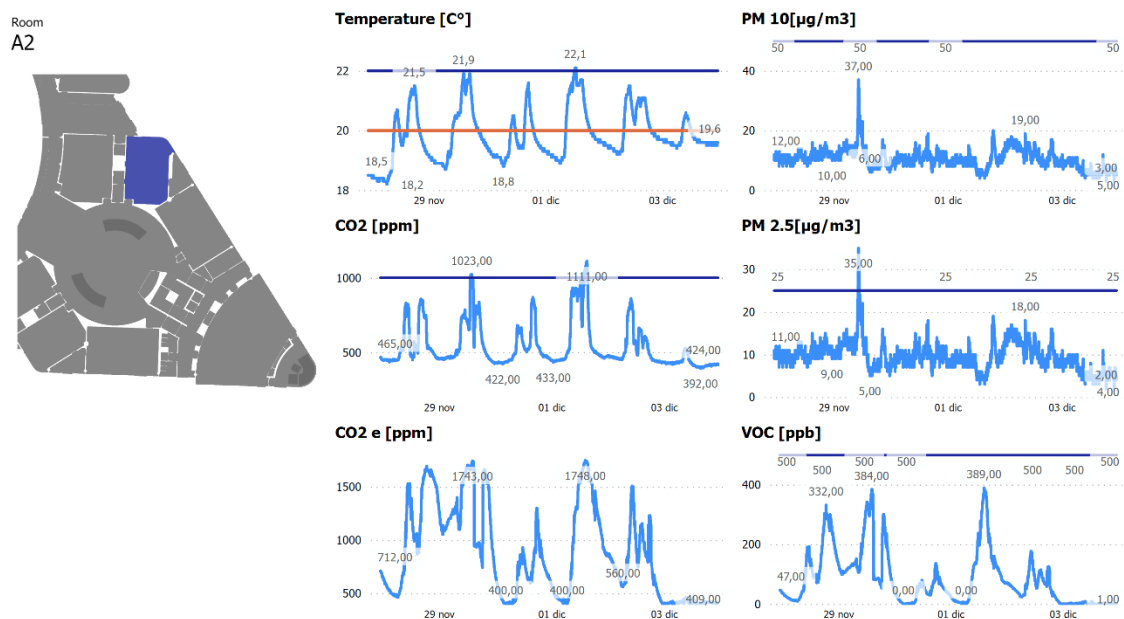 Room
A2
Temperature [C°]
22
20
18
21,5
21,9
22,1
18,5
18,2
18,8
19,6
29 nov
01 dic
03 dic
PM 10[µg/m3]
50
50
50
50
40
20
0
37,00
12,00
10,00
6,00
19,00
3,00
5,00
29 nov
01 dic
03 dic
CO2 [ppm]
1000
500
1023,00
1111,00
465,00
422,00
433,00
424,00
392,00
29 nov
01 dic
03 dic
PM 2.5[µg/m3]
30
20
10
0
35,00
25
25
25
11,00
9,00
5,00
18,00
2,00
4,00
29 nov
01 dic
03 dic
CO2 e [ppm]
1500
1000
500
1743,00
1748,00
712,00
400,00
400,00
560,00
409,00
29 nov
01 dic
03 dic
VOC [ppb]
500
500
500
500
500
500
500
400
200
0
332,00
384,00
389,00
47,00
0,00
0,00
1,00
29 nov
01 dic
03 dic